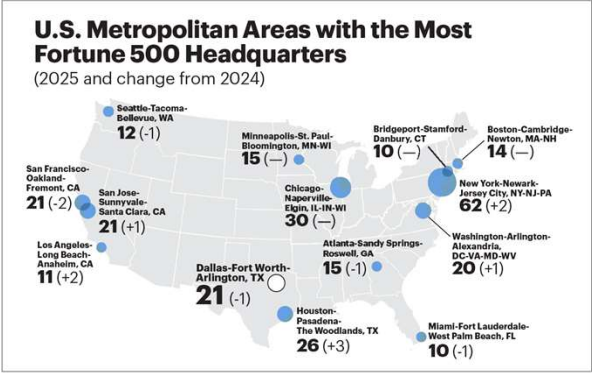 U.S. Metropolitan Areas with the Most
Fortune 500 Headquarters
(2025 and change from 2024)
Seattle-Tacoma-
Bellevue, WA
12 (-1)
Minneapolis-St. Paul-
Bloomington, MN-WI
15 (—)
Bridgeport-Stamford-
Danbury, CT
10 (—)
Boston-Cambridge-
Newton, MA-NH
14 (—)
San Francisco-
Oakland-
Fremont, CA
21 (-2)
San Jose-
Sunnyvale-
Santa Clara, CA
21 (+1)
Chicago-
Naperville-
Elgin, IL-IN-WI
30 (—)
New York-Newark-
Jersey City, NY-NJ-PA
62 (+2)
Los Angeles-
Long Beach-
Anaheim, CA
11 (+2)
Atlanta-Sandy Springs-
Roswell, GA
15 (-1)
Washington-Arlington-
Alexandria,
DC-VA-MD-WV
20 (+1)
Dallas-Fort Worth-
Arlington, TX
21 (-1)
Houston-
Pasadena-
The Woodlands, TX
26 (+3)
Miami-Fort Lauderdale-
West Palm Beach, FL
10 (-1)